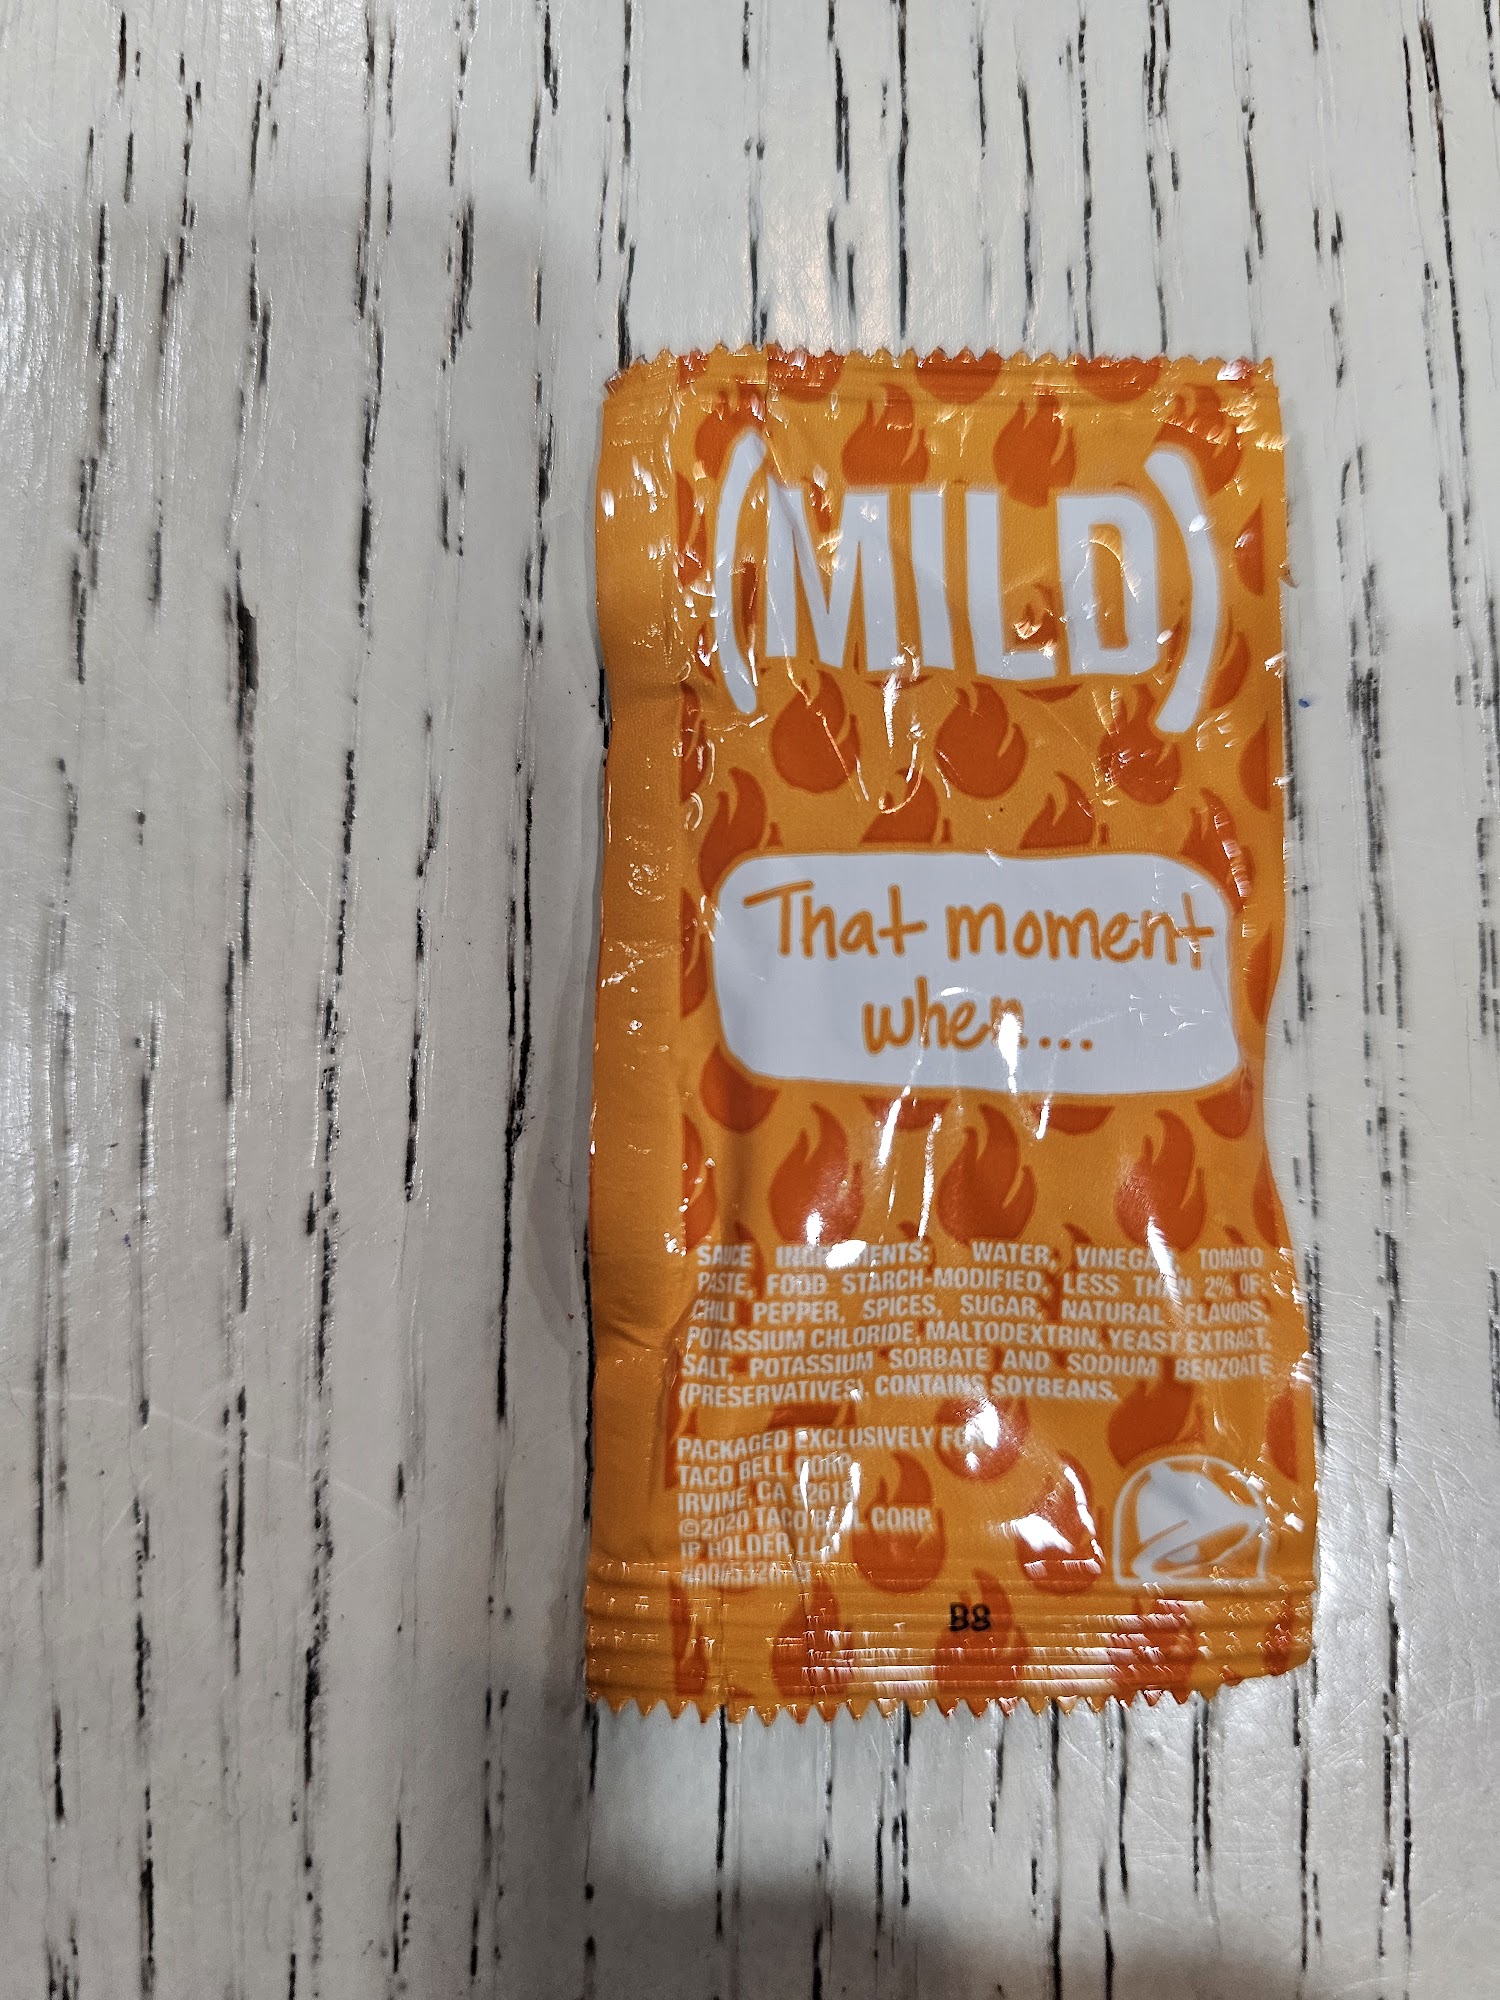 (MILD)
That moment
when....
SAUCE INGREDIENTS: WATER, VINEGAR, TOMATO
PASTE, FOOD STARCH-MODIFIED, LESS THAN 2% OF:
CHILI PEPPER, SPICES, SUGAR, NATURAL FLAVORS,
POTASSIUM CHLORIDE, MALTODEXTRIN, YEAST EXTRACT,
SALT, POTASSIUM SORBATE AND SODIUM BENZOATE
(PRESERVATIVES). CONTAINS SOYBEANS.
PACKAGED EXCLUSIVELY FOR
TACO BELL CORP.
IRVINE, CA 92618
©2020 TACO BELL CORP.
IP HOLDER, LLC
B8